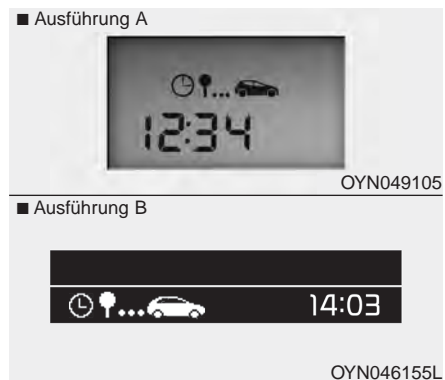 ■ Ausführung A
...
12:34
OYN049105
■ Ausführung B
... 14:03
OYN046155L